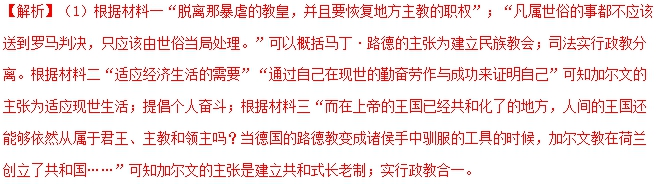 【解析】（1）根据材料一“脱离那暴虐的教皇，并且要恢复地方主教的职权”；“凡属世俗的事都不应该
送到罗马判决，只应该由世俗当局处理。”可以概括马丁·路德的主张为建立民族教会；司法实行政教分
离。根据材料二“适应经济生活的需要”“通过自己在现世的勤奋劳作与成功来证明自己”可知加尔文的
主张为适应现世生活；提倡个人奋斗；根据材料三“而在上帝的王国已经共和化了的地方，人间的王国还
能够依然从属于君王、主教和领主吗？当德国的路德教变成诸侯手中驯服的工具的时候，加尔文教在荷兰
创立了共和国……”可知加尔文的主张是建立共和式长老制；实行政教合一。